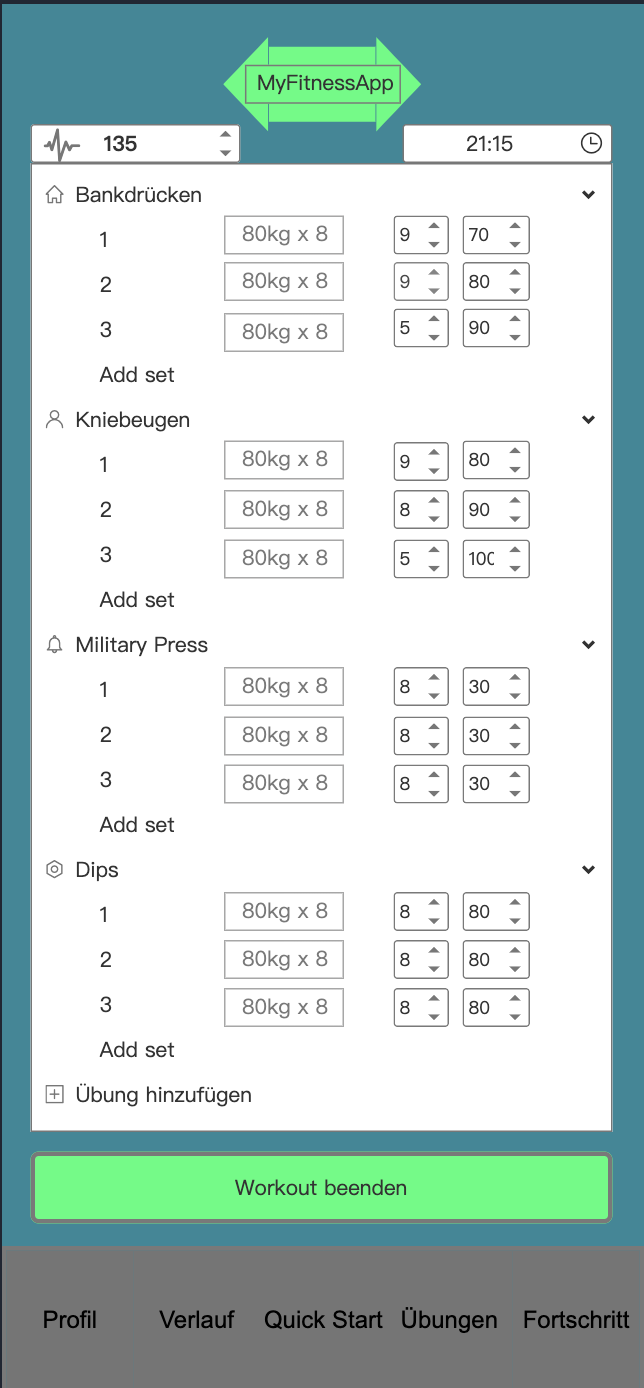 MyFitnessApp
135 21:15
Bankdrücken
1 80kg x 8 9 70
2 80kg x 8 9 80
3 80kg x 8 5 90
Add set
Kniebeugen
1 80kg x 8 9 80
2 80kg x 8 8 90
3 80kg x 8 5 100
Add set
Military Press
1 80kg x 8 8 30
2 80kg x 8 8 30
3 80kg x 8 8 30
Add set
Dips
1 80kg x 8 8 80
2 80kg x 8 8 80
3 80kg x 8 8 80
Add set
Übung hinzufügen
Workout beenden
Profil Verlauf Quick Start Übungen Fortschritt